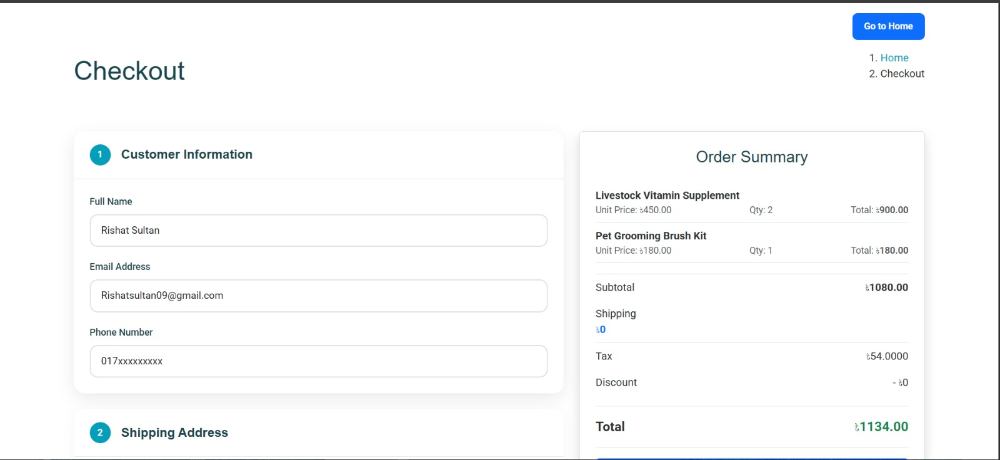 Go to Home
1. Home
2. Checkout
Checkout
1 Customer Information
Full Name
Rishat Sultan
Email Address
Rishatsultan09@gmail.com
Phone Number
017xxxxxxxxx
2 Shipping Address
Order Summary
Livestock Vitamin Supplement
Unit Price: ৳450.00 Qty: 2 Total: ৳900.00
Pet Grooming Brush Kit
Unit Price: ৳180.00 Qty: 1 Total: ৳180.00
Subtotal ৳1080.00
Shipping
৳0
Tax ৳54.0000
Discount - ৳0
Total ৳1134.00